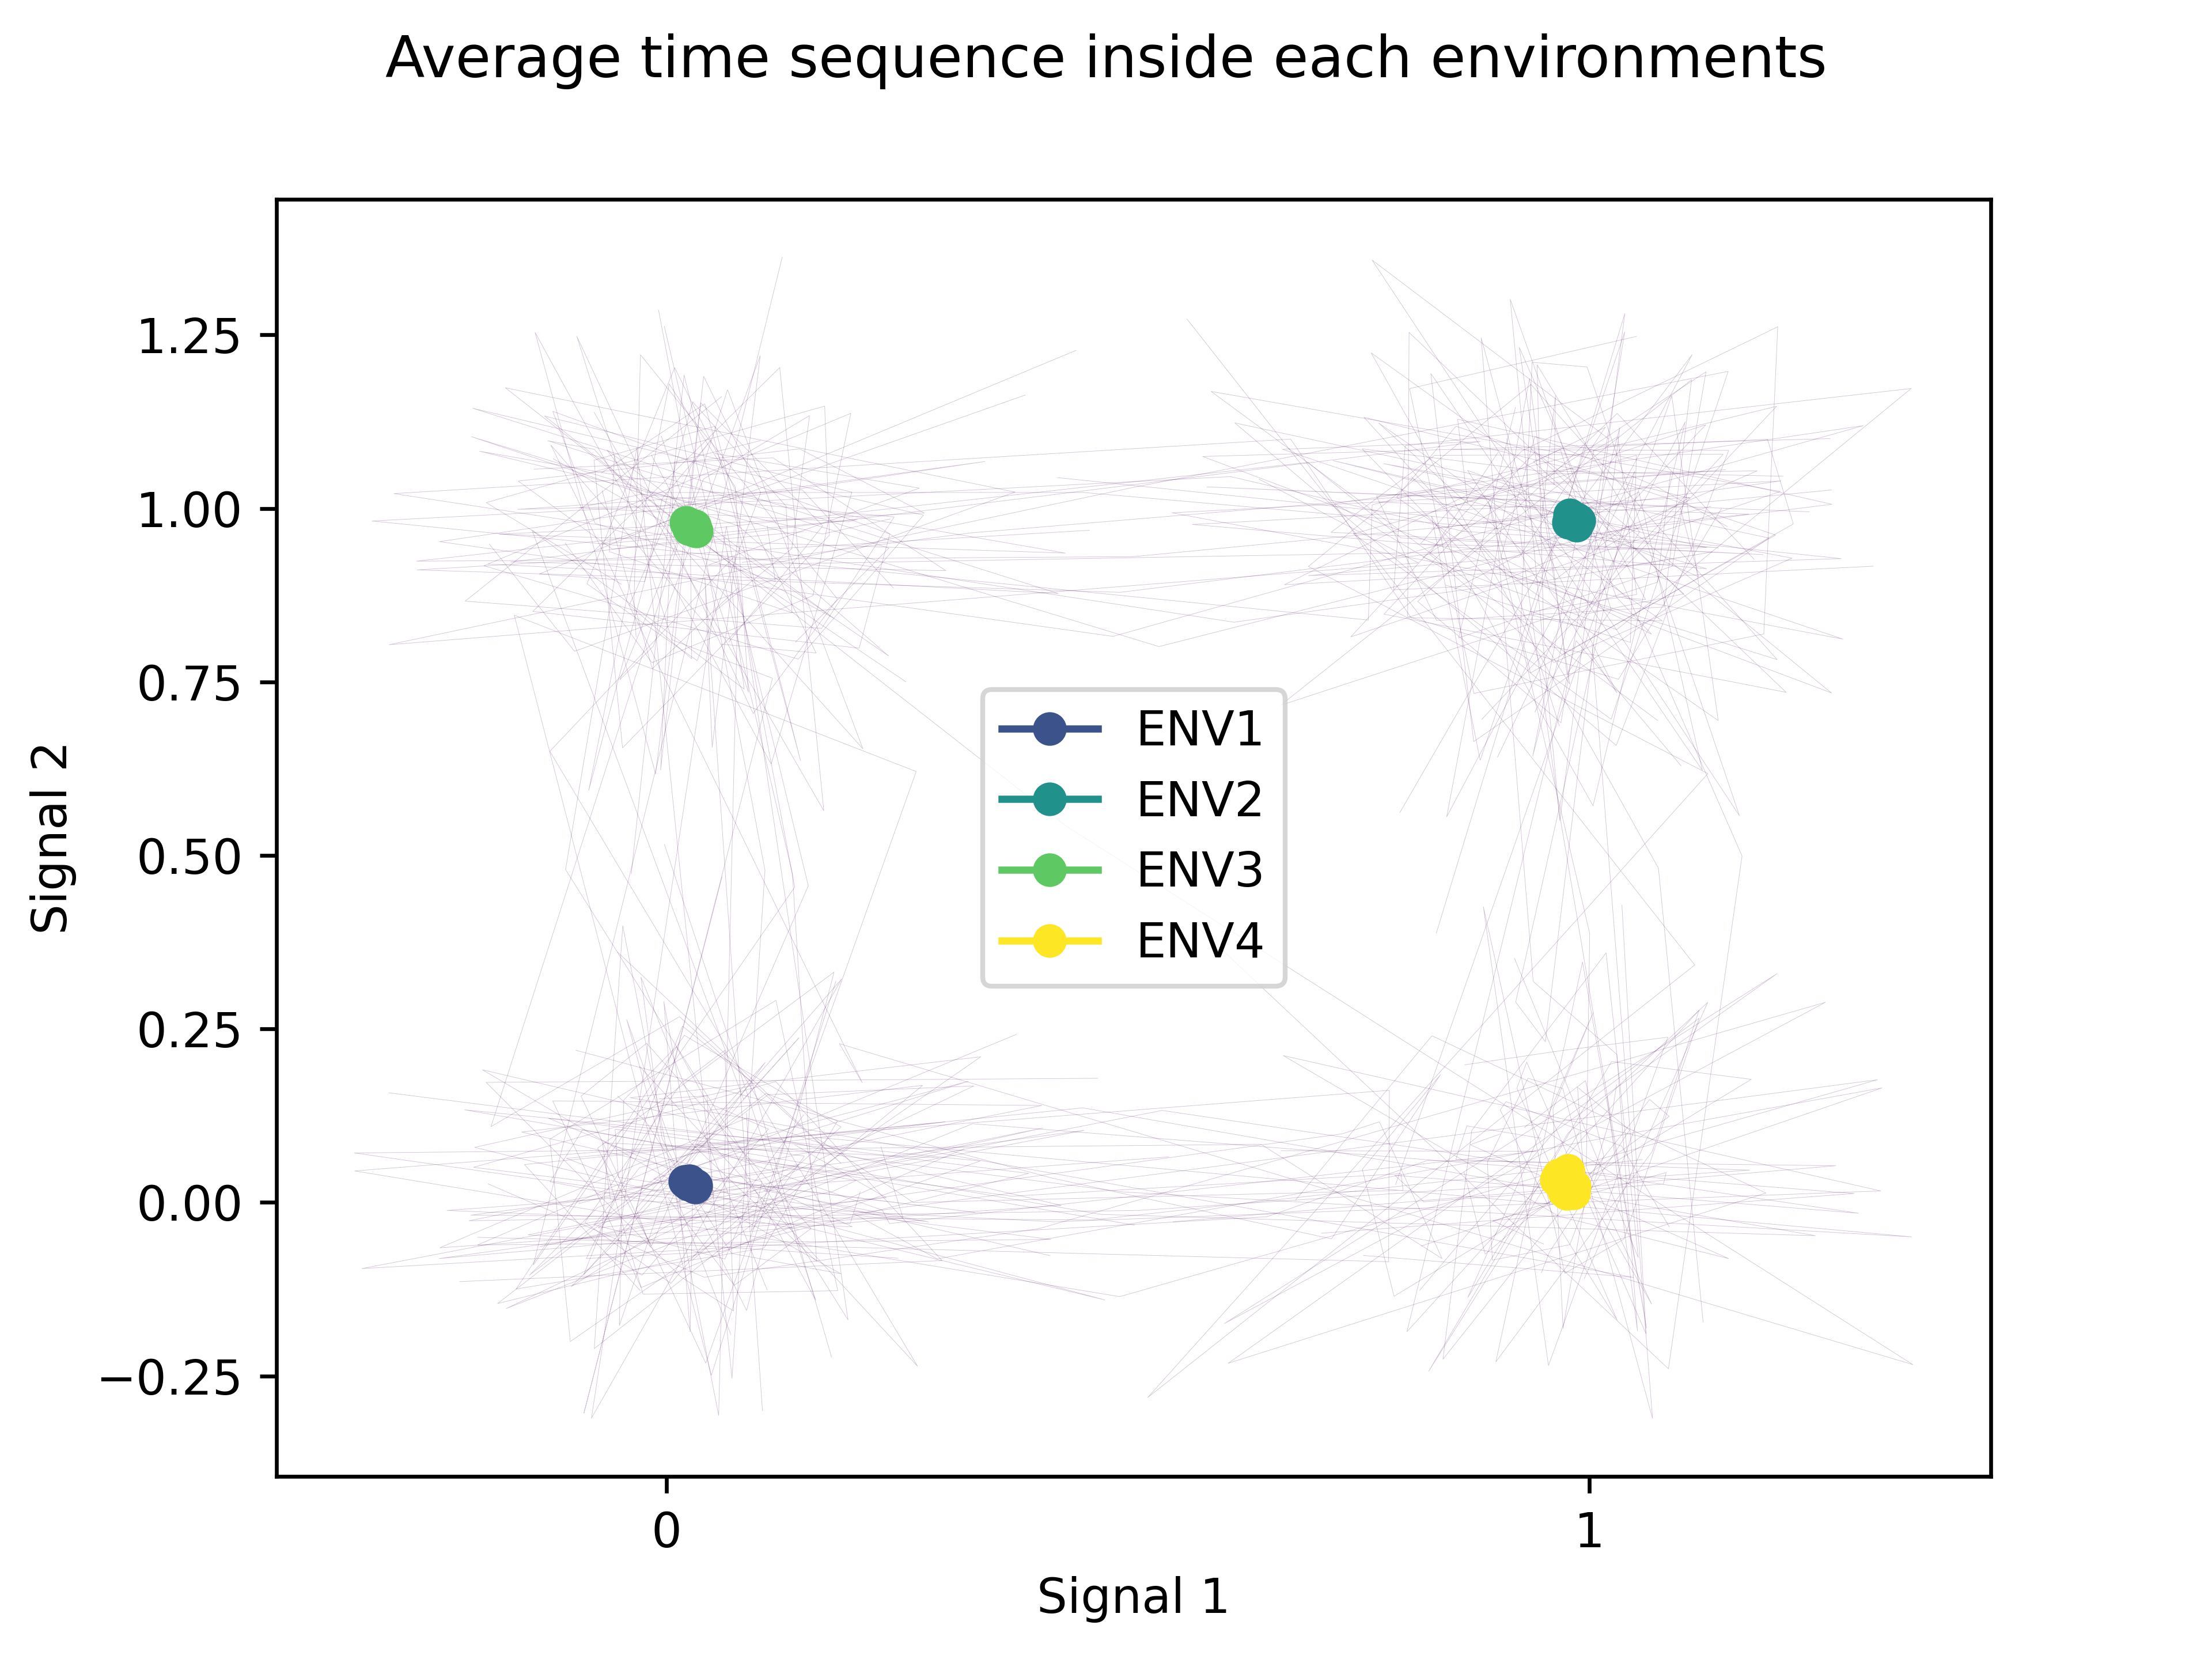 Average time sequence inside each environments
1.25
1.00
0.75
0.50
0.25
0.00
−0.25
Signal 2
ENV1
ENV2
ENV3
ENV4
0
1
Signal 1